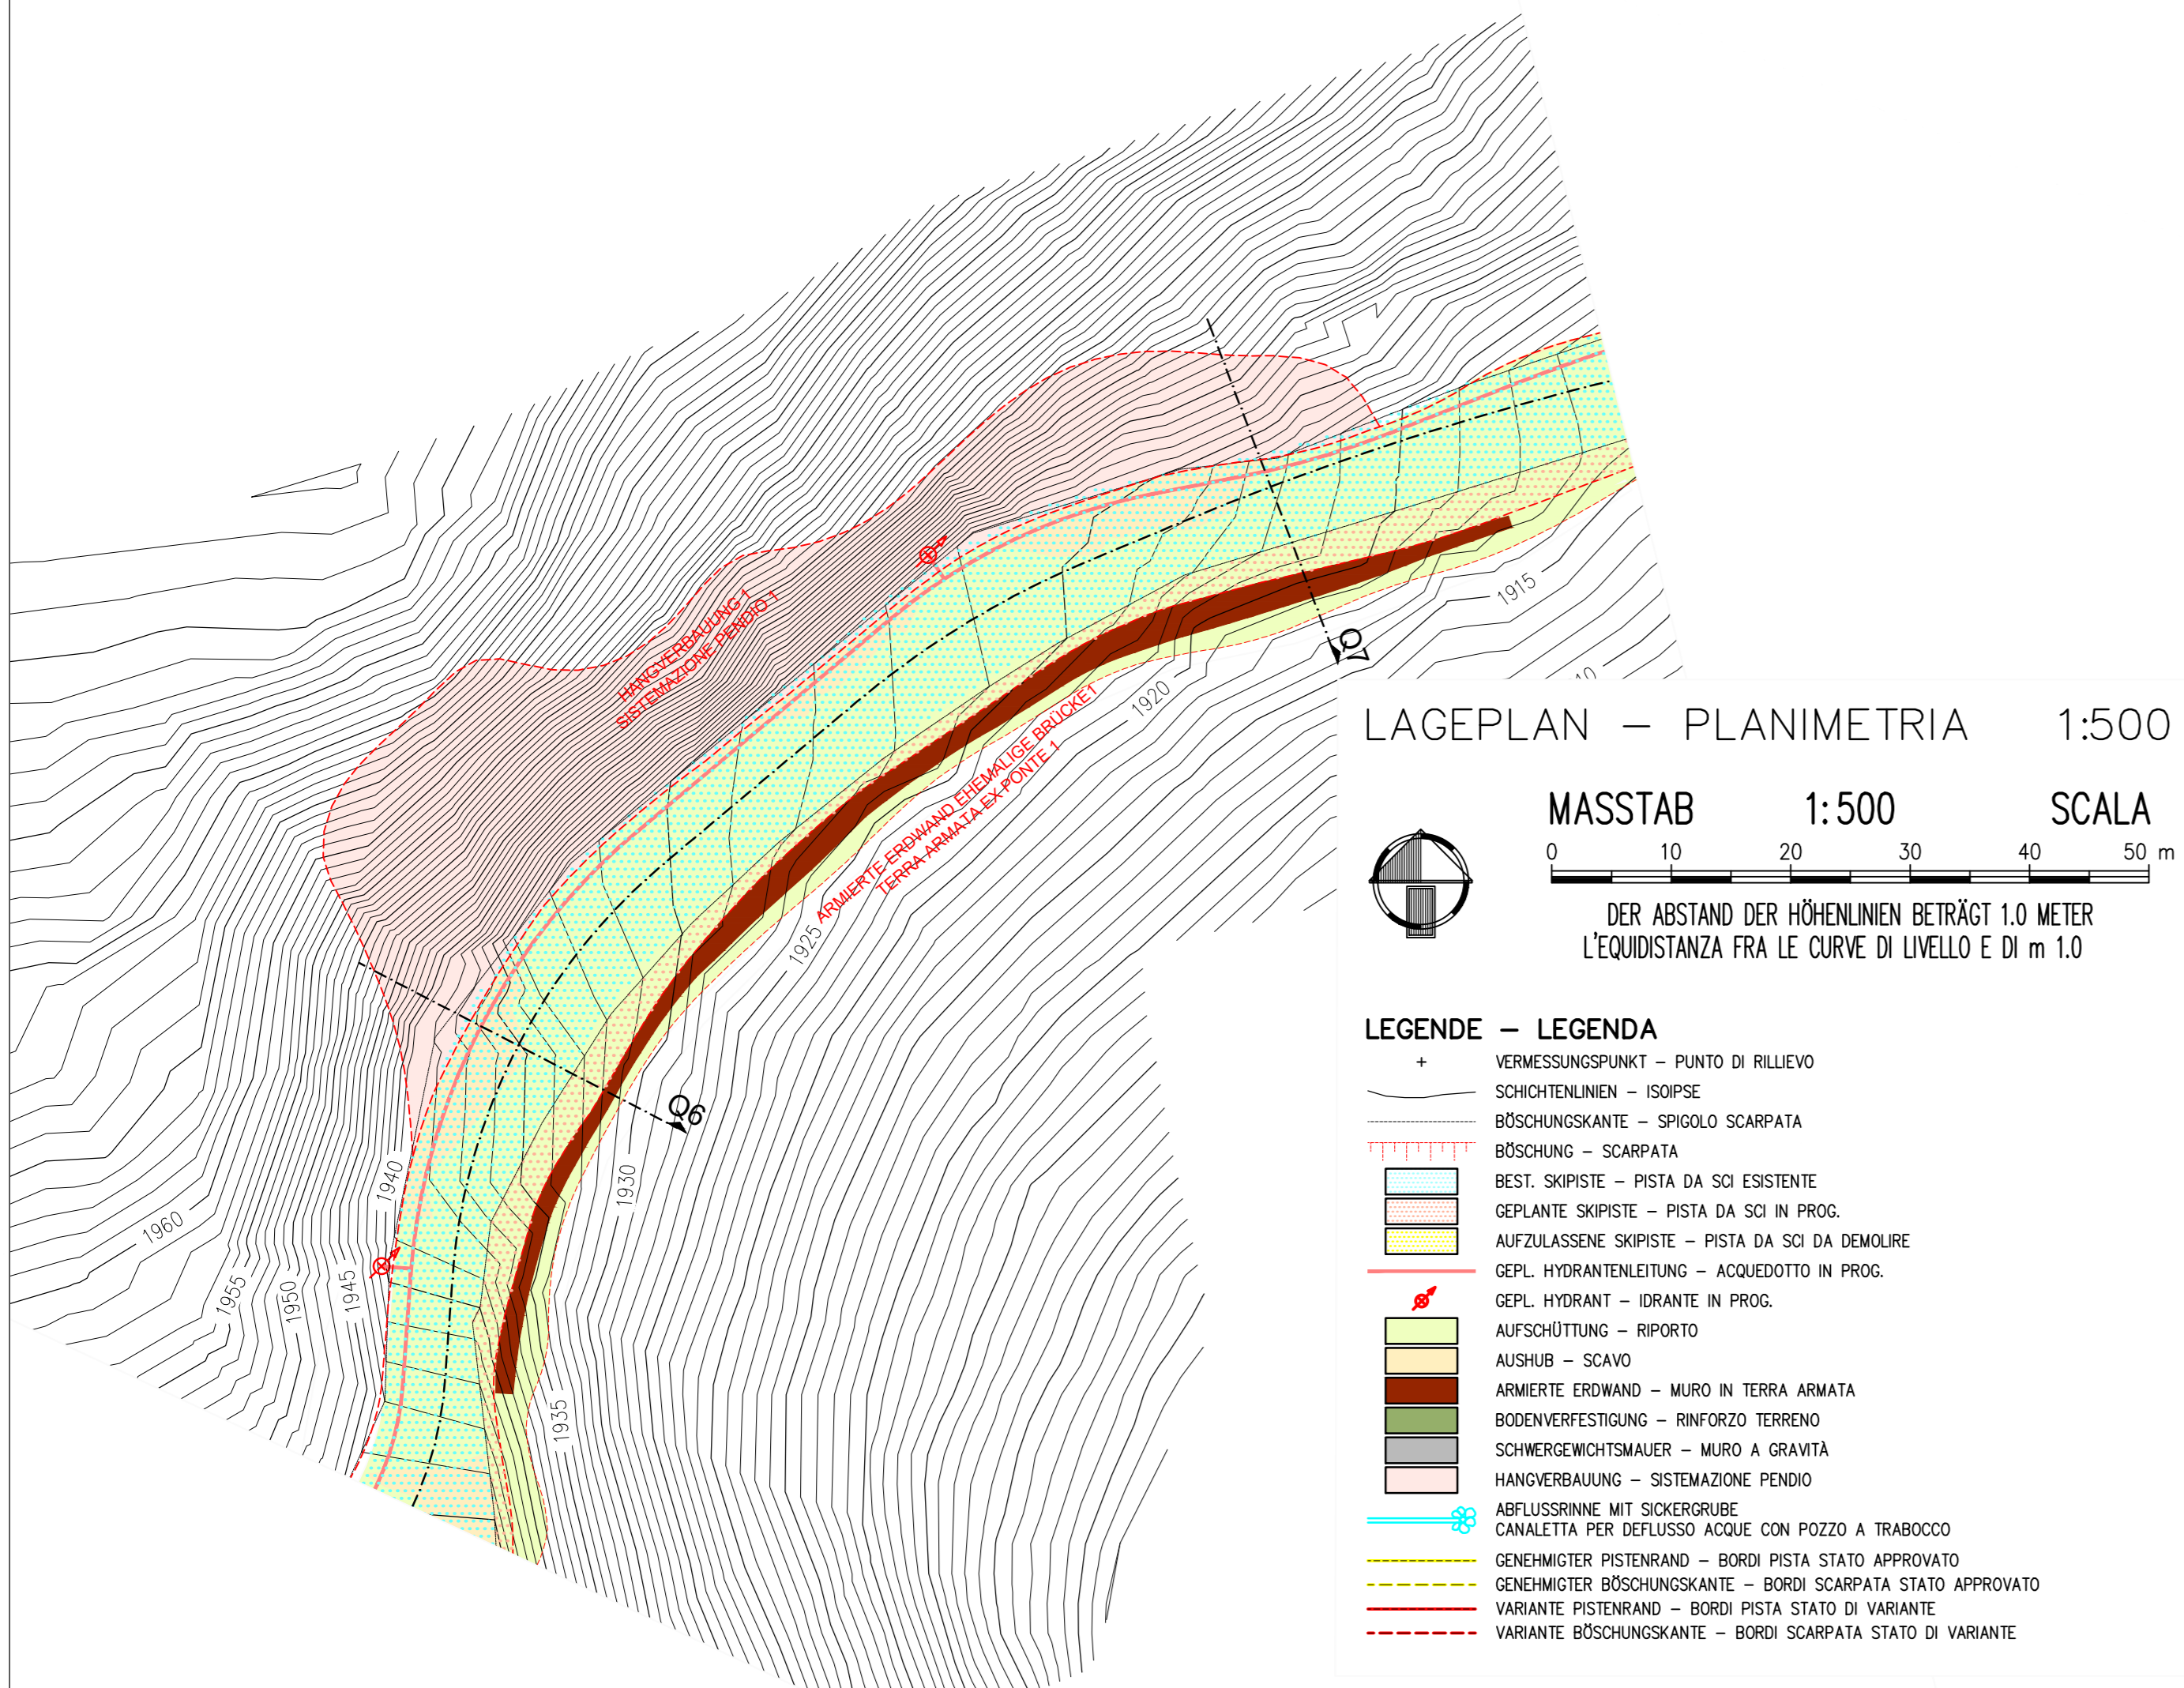 HANGVERBAUUNG 1
SISTEMAZIONE PENDIO 1
Q7
1915
1920
ARMIERTE ERDWAND EHEMALIGE BRÜCKE1
TERRA ARMATA EX PONTE 1
1925
Q6
1930
1940
1960
1955
1950
1945
1935
LAGEPLAN – PLANIMETRIA 1:500
MASSTAB 1:500 SCALA
0 10 20 30 40 50 m
DER ABSTAND DER HÖHENLINIEN BETRÄGT 1.0 METER
L'EQUIDISTANZA FRA LE CURVE DI LIVELLO E DI m 1.0
LEGENDE – LEGENDA
VERMESSUNGSPUNKT – PUNTO DI RILLIEVO
SCHICHTENLINIEN – ISOIPSE
BÖSCHUNGSKANTE – SPIGOLO SCARPATA
BÖSCHUNG – SCARPATA
BEST. SKIPISTE – PISTA DA SCI ESISTENTE
GEPLANTE SKIPISTE – PISTA DA SCI IN PROG.
AUFZULASSENE SKIPISTE – PISTA DA SCI DA DEMOLIRE
GEPL. HYDRANTENLEITUNG – ACQUEDOTTO IN PROG.
GEPL. HYDRANT – IDRANTE IN PROG.
AUFSCHÜTTUNG – RIPORTO
AUSHUB – SCAVO
ARMIERTE ERDWAND – MURO IN TERRA ARMATA
BODENVERFESTIGUNG – RINFORZO TERRENO
SCHWERGEWICHTSMAUER – MURO A GRAVITÀ
HANGVERBAUUNG – SISTEMAZIONE PENDIO
ABFLUSSRINNE MIT SICKERGRUBE
CANALETTA PER DEFLUSSO ACQUE CON POZZO A TRABOCCO
GENEHMIGTER PISTENRAND – BORDI PISTA STATO APPROVATO
GENEHMIGTER BÖSCHUNGSKANTE – BORDI SCARPATA STATO APPROVATO
VARIANTE PISTENRAND – BORDI PISTA STATO DI VARIANTE
VARIANTE BÖSCHUNGSKANTE – BORDI SCARPATA STATO DI VARIANTE